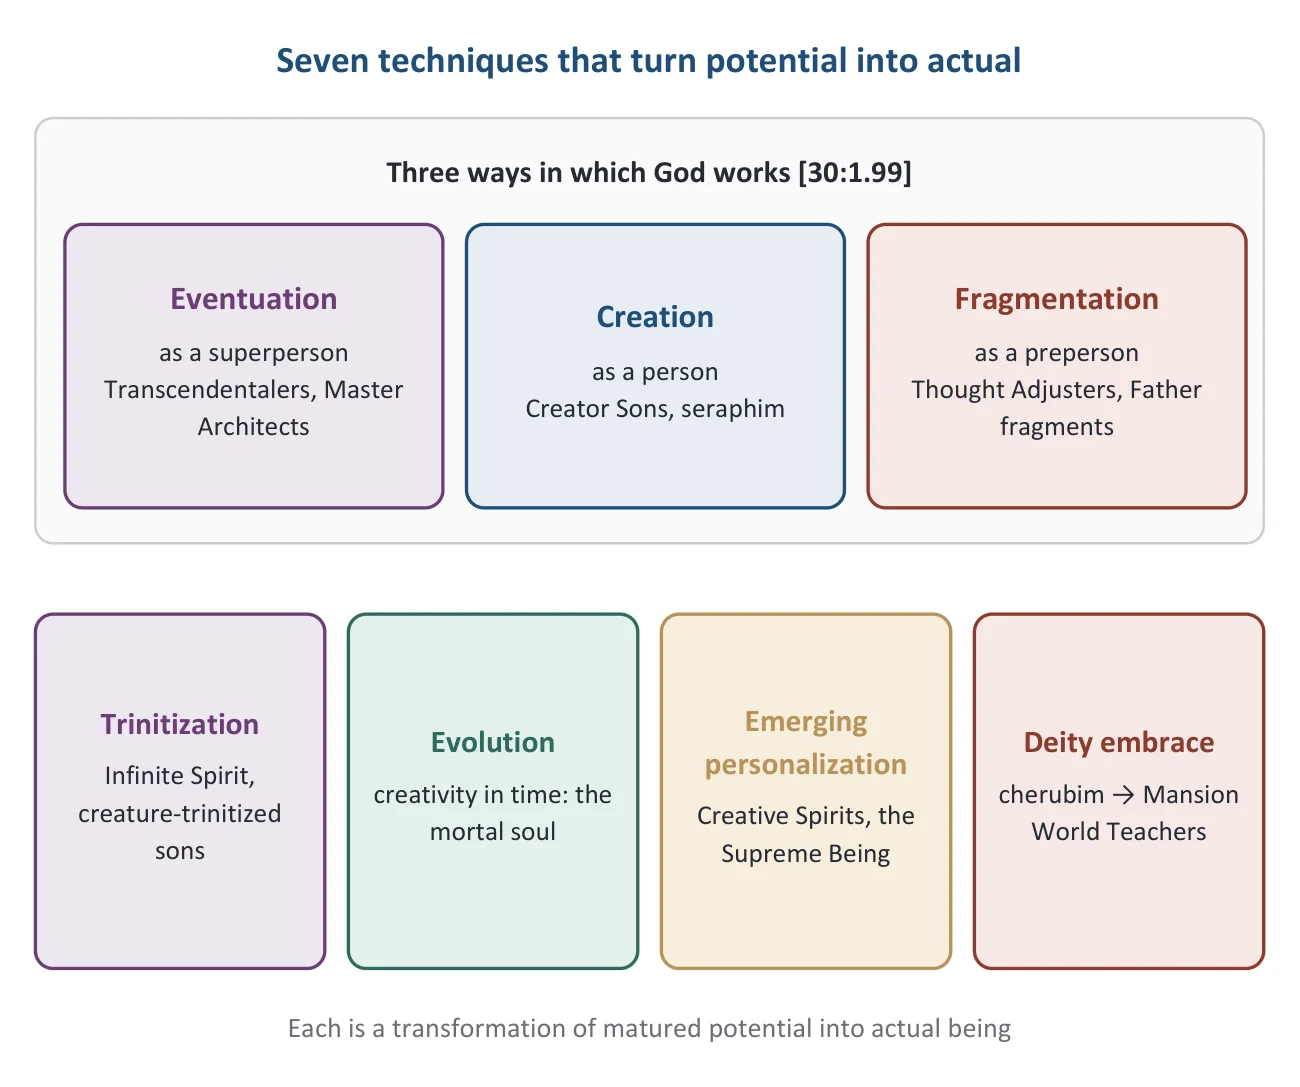 Seven techniques that turn potential into actual
Three ways in which God works [30:1.99]
Eventuation
as a superperson
Transcendentalers, Master
Architects
Creation
as a person
Creator Sons, seraphim
Fragmentation
as a preperson
Thought Adjusters, Father
fragments
Trinitization
Infinite Spirit,
creature-trinitized
sons
Evolution
creativity in time: the
mortal soul
Emerging
personalization
Creative Spirits, the
Supreme Being
Deity embrace
cherubim → Mansion
World Teachers
Each is a transformation of matured potential into actual being